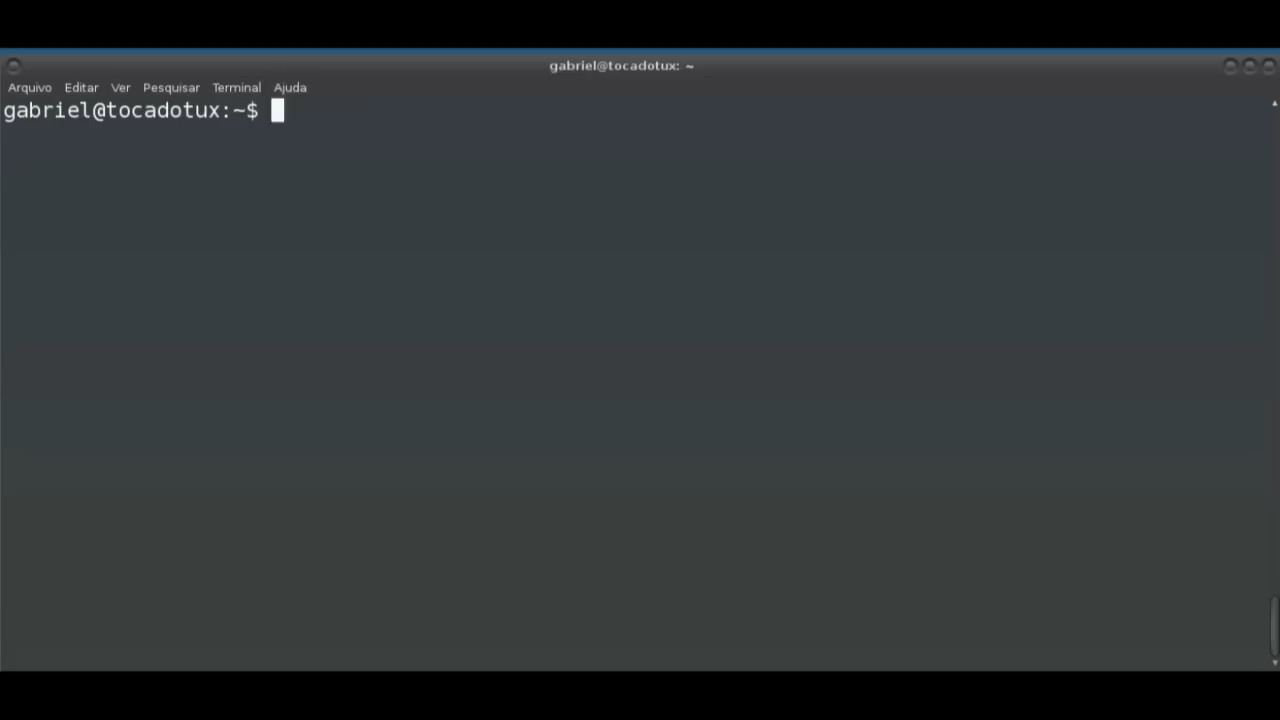 gabriel@tocadotux: ~
Arquivo Editar Ver Pesquisar Terminal Ajuda
gabriel@tocadotux:~$